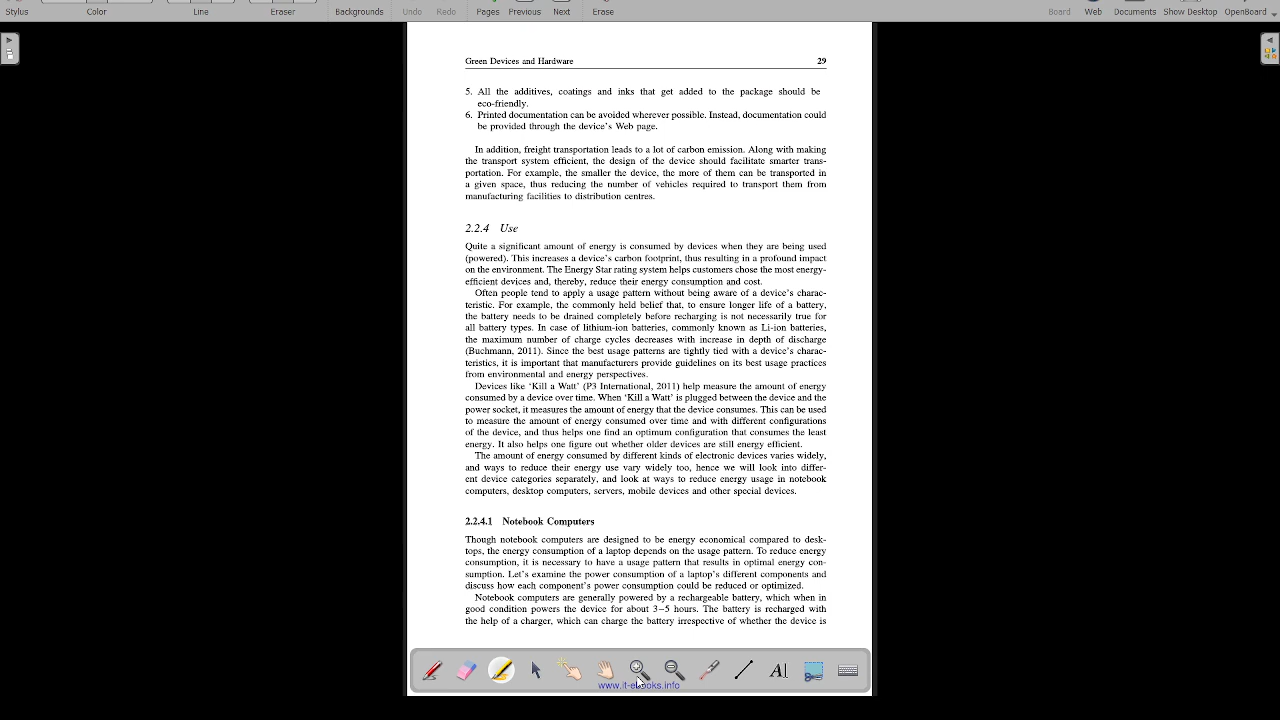 Stylus Color Line Eraser Backgrounds Undo Redo Pages Previous Next Erase Board Web Documents Show Desktop OpenBoard
Green Devices and Hardware 29
5. All the additives, coatings and inks that get added to the package should be
eco-friendly.
6. Printed documentation can be avoided wherever possible. Instead, documentation could
be provided through the device's Web page.
In addition, freight transportation leads to a lot of carbon emission. Along with making
the transport system efficient, the design of the device should facilitate smarter trans-
portation. For example, the smaller the device, the more of them can be transported in
a given space, thus reducing the number of vehicles required to transport them from
manufacturing facilities to distribution centres.
2.2.4 Use
Quite a significant amount of energy is consumed by devices when they are being used
(powered). This increases a device's carbon footprint, thus resulting in a profound impact
on the environment. The Energy Star rating system helps customers chose the most energy-
efficient devices and, thereby, reduce their energy consumption and cost.
Often people tend to apply a usage pattern without being aware of a device's charac-
teristic. For example, the commonly held belief that, to ensure longer life of a battery,
the battery needs to be drained completely before recharging is not necessarily true for
all battery types. In case of lithium-ion batteries, commonly known as Li-ion batteries,
the maximum number of charge cycles decreases with increase in depth of discharge
(Buchmann, 2011). Since the best usage patterns are tightly tied with a device's charac-
teristics, it is important that manufacturers provide guidelines on its best usage practices
from environmental and energy perspectives.
Devices like 'Kill a Watt' (P3 International, 2011) help measure the amount of energy
consumed by a device over time. When 'Kill a Watt' is plugged between the device and the
power socket, it measures the amount of energy that the device consumes. This can be used
to measure the amount of energy consumed over time and with different configurations
of the device, and thus helps one find an optimum configuration that consumes the least
energy. It also helps one figure out whether older devices are still energy efficient.
The amount of energy consumed by different kinds of electronic devices varies widely,
and ways to reduce their energy use vary widely too, hence we will look into differ-
ent device categories separately, and look at ways to reduce energy usage in notebook
computers, desktop computers, servers, mobile devices and other special devices.
2.2.4.1 Notebook Computers
Though notebook computers are designed to be energy economical compared to desk-
tops, the energy consumption of a laptop depends on the usage pattern. To reduce energy
consumption, it is necessary to have a usage pattern that results in optimal energy con-
sumption. Let's examine the power consumption of a laptop's different components and
discuss how each component's power consumption could be reduced or optimized.
Notebook computers are generally powered by a rechargeable battery, which when in
good condition powers the device for about 3–5 hours. The battery is recharged with
the help of a charger, which can charge the battery irrespective of whether the device is
AI
www.it-ebooks.info